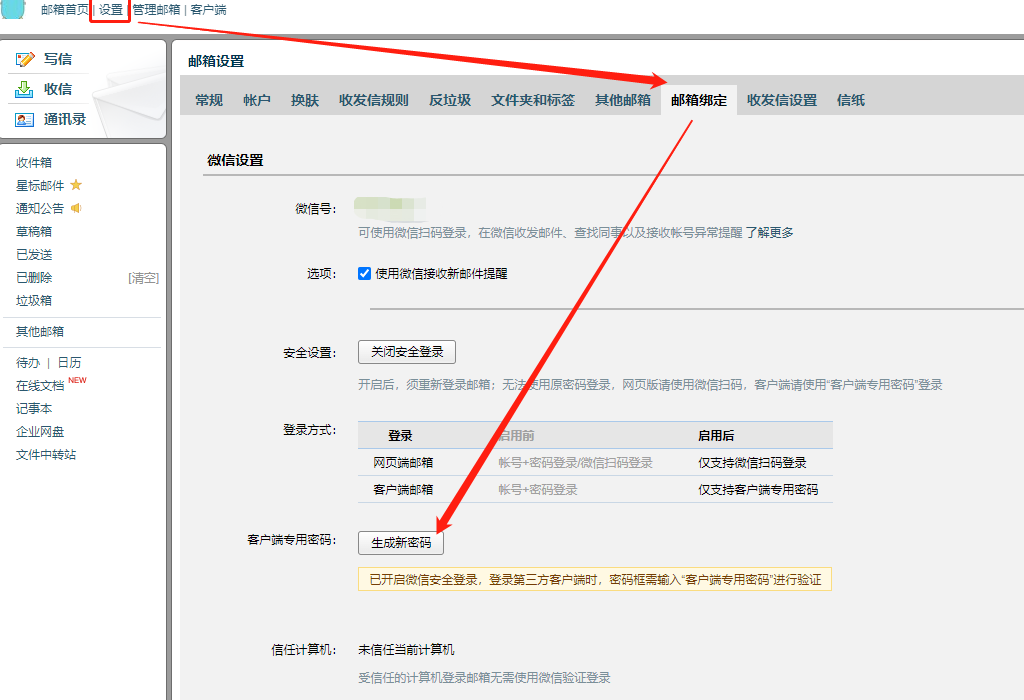 邮箱首页 | 设置 | 管理邮箱 | 客户端
写信
收信
通讯录
收件箱
星标邮件
通知公告
草稿箱
已发送
已删除 [清空]
垃圾箱
其他邮箱
待办 | 日历
在线文档 NEW
记事本
企业网盘
文件中转站
邮箱设置
常规 帐户 换肤 收发信规则 反垃圾 文件夹和标签 其他邮箱 邮箱绑定 收发信设置 信纸
微信设置
微信号:
可使用微信扫码登录，在微信收发邮件、查找同事以及接收帐号异常提醒 了解更多
选项: 使用微信接收新邮件提醒
安全设置: 关闭安全登录
开启后，须重新登录邮箱；无法使用原密码登录，网页版请使用微信扫码，客户端请使用“客户端专用密码”登录
登录方式: 登录 启用前 启用后
网页端邮箱 帐号+密码登录/微信扫码登录 仅支持微信扫码登录
客户端邮箱 帐号+密码登录 仅支持客户端专用密码
客户端专用密码: 生成新密码
已开启微信安全登录，登录第三方客户端时，密码框需输入“客户端专用密码”进行验证
信任计算机: 未信任当前计算机
受信任的计算机登录邮箱无需使用微信验证登录